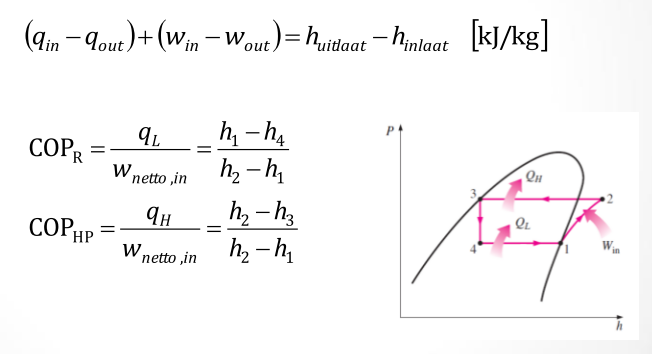 (q_in − q_out) + (w_in − w_out) = h_uitlaat − h_inlaat [kJ/kg]
COP_R = q_L / w_netto,in = (h_1 − h_4) / (h_2 − h_1)
COP_HP = q_H / w_netto,in = (h_2 − h_3) / (h_2 − h_1)
P
Q_H
3
2
Q_L
4
1
W_in
h